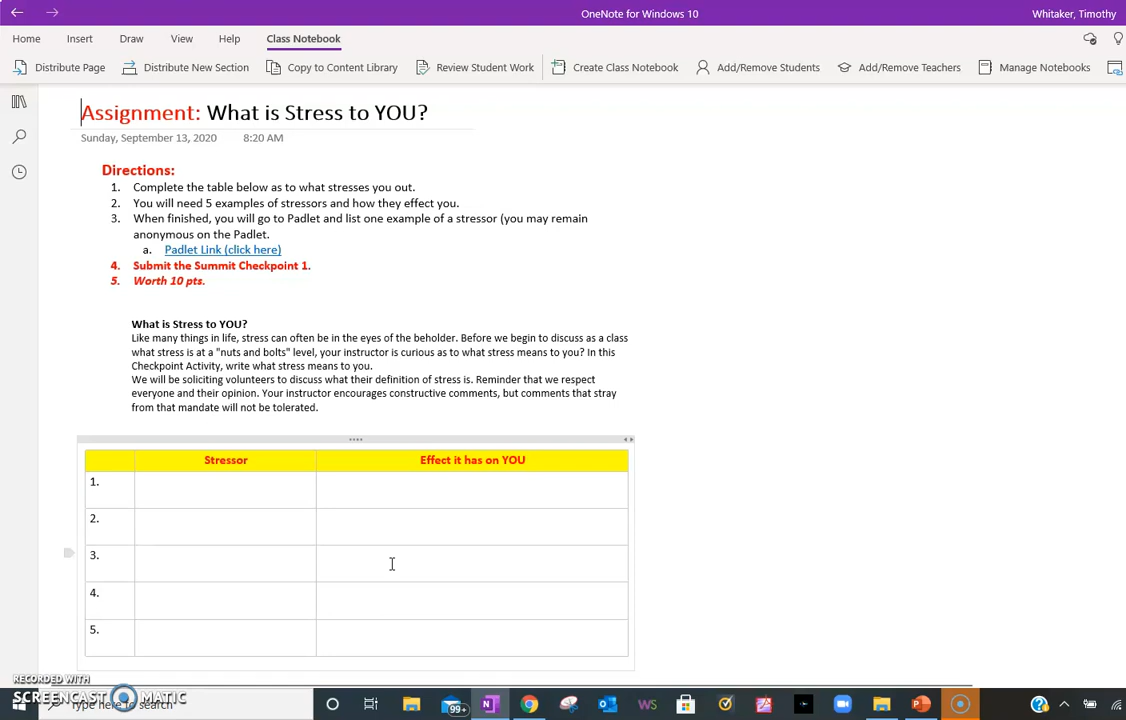 OneNote for Windows 10
Whitaker, Timothy
Home Insert Draw View Help Class Notebook
Distribute Page Distribute New Section Copy to Content Library Review Student Work Create Class Notebook Add/Remove Students Add/Remove Teachers Manage Notebooks
Assignment: What is Stress to YOU?
Sunday, September 13, 2020 8:20 AM
Directions:
1. Complete the table below as to what stresses you out.
2. You will need 5 examples of stressors and how they effect you.
3. When finished, you will go to Padlet and list one example of a stressor (you may remain
anonymous on the Padlet.
a. Padlet Link (click here)
4. Submit the Summit Checkpoint 1.
5. Worth 10 pts.
What is Stress to YOU?
Like many things in life, stress can often be in the eyes of the beholder. Before we begin to discuss as a class
what stress is at a "nuts and bolts" level, your instructor is curious as to what stress means to you? In this
Checkpoint Activity, write what stress means to you.
We will be soliciting volunteers to discuss what their definition of stress is. Reminder that we respect
everyone and their opinion. Your instructor encourages constructive comments, but comments that stray
from that mandate will not be tolerated.
Stressor Effect it has on YOU
1.
2.
3.
4.
5.
RECORDED WITH
SCREENCAST MATIC
Type here to search
99+
WS